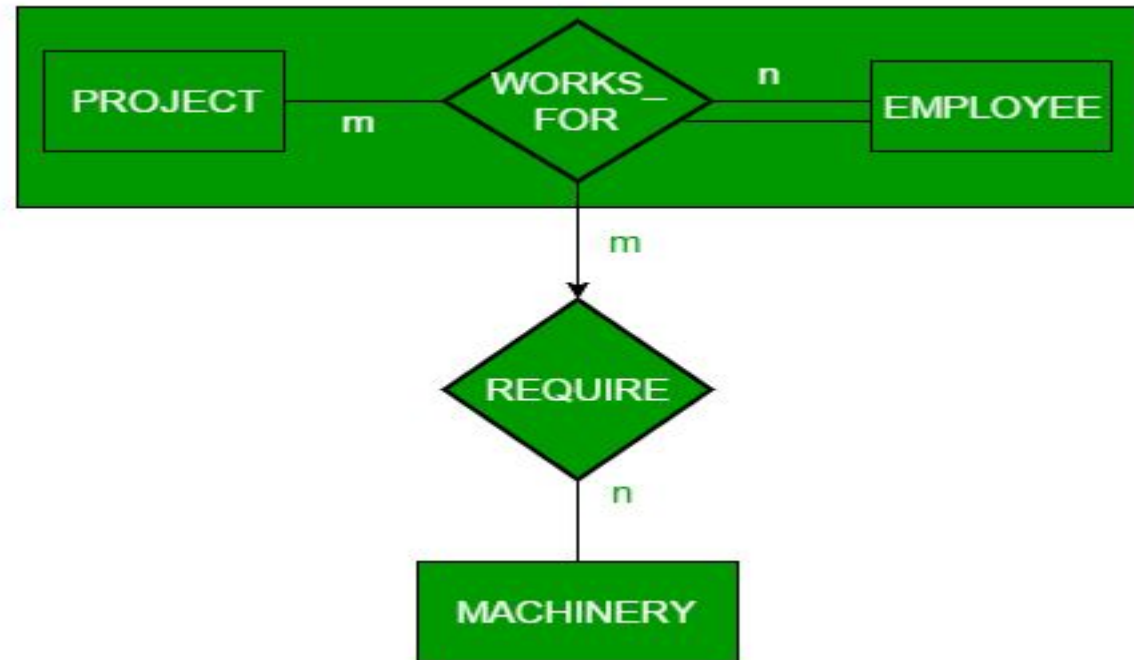 PROJECT
m
WORKS_
FOR
n
EMPLOYEE
m
REQUIRE
n
MACHINERY